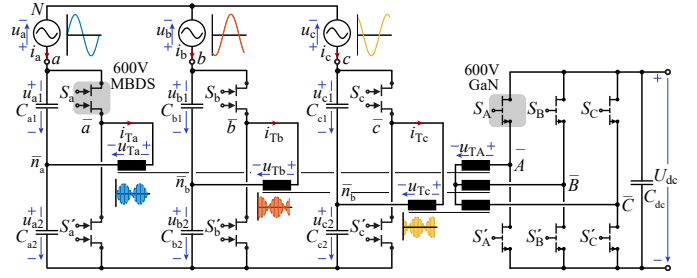 N
u_a i_a a
u_b i_b b
u_c i_c c
600V
MBDS
600V
GaN
u_a1 C_a1 S_a a̅ i_Ta u_Ta
n̅_a
u_a2 C_a2 S'_a
u_b1 C_b1 S_b b̅ i_Tb u_Tb
n̅_b
u_b2 C_b2 S'_b
u_c1 C_c1 S_c c̅ i_Tc u_Tc
n̅_b
u_c2 C_c2 S'_c
u_TA
S_A S_B S_C
A̅
B̅
C̅
S'_A S'_B S'_C
U_dc
C_dc